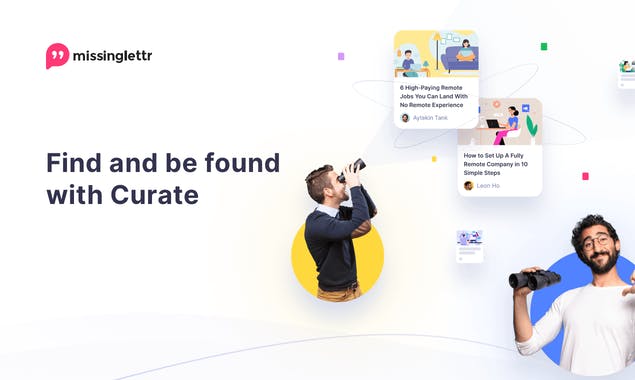 missinglettr
Find and be found
with Curate
6 High-Paying Remote
Jobs You Can Land With
No Remote Experience
Aytekin Tank
How to Set Up A Fully
Remote Company in 10
Simple Steps
Leon Ho